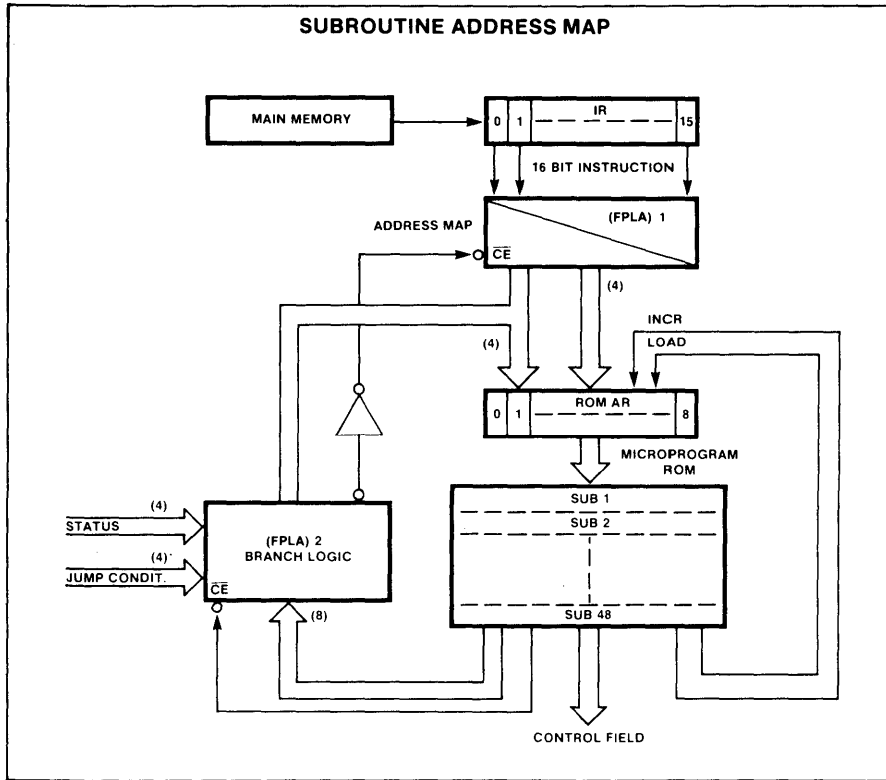 SUBROUTINE ADDRESS MAP
MAIN MEMORY
0 1 IR 15
16 BIT INSTRUCTION
(FPLA) 1
ADDRESS MAP
CE
(4)
INCR
(4)
LOAD
ROM AR
0 1 8
MICROPROGRAM
ROM
SUB 1
(4)
STATUS
SUB 2
(FPLA) 2
BRANCH LOGIC
(4)
JUMP CONDIT.
CE
SUB 48
(8)
CONTROL FIELD